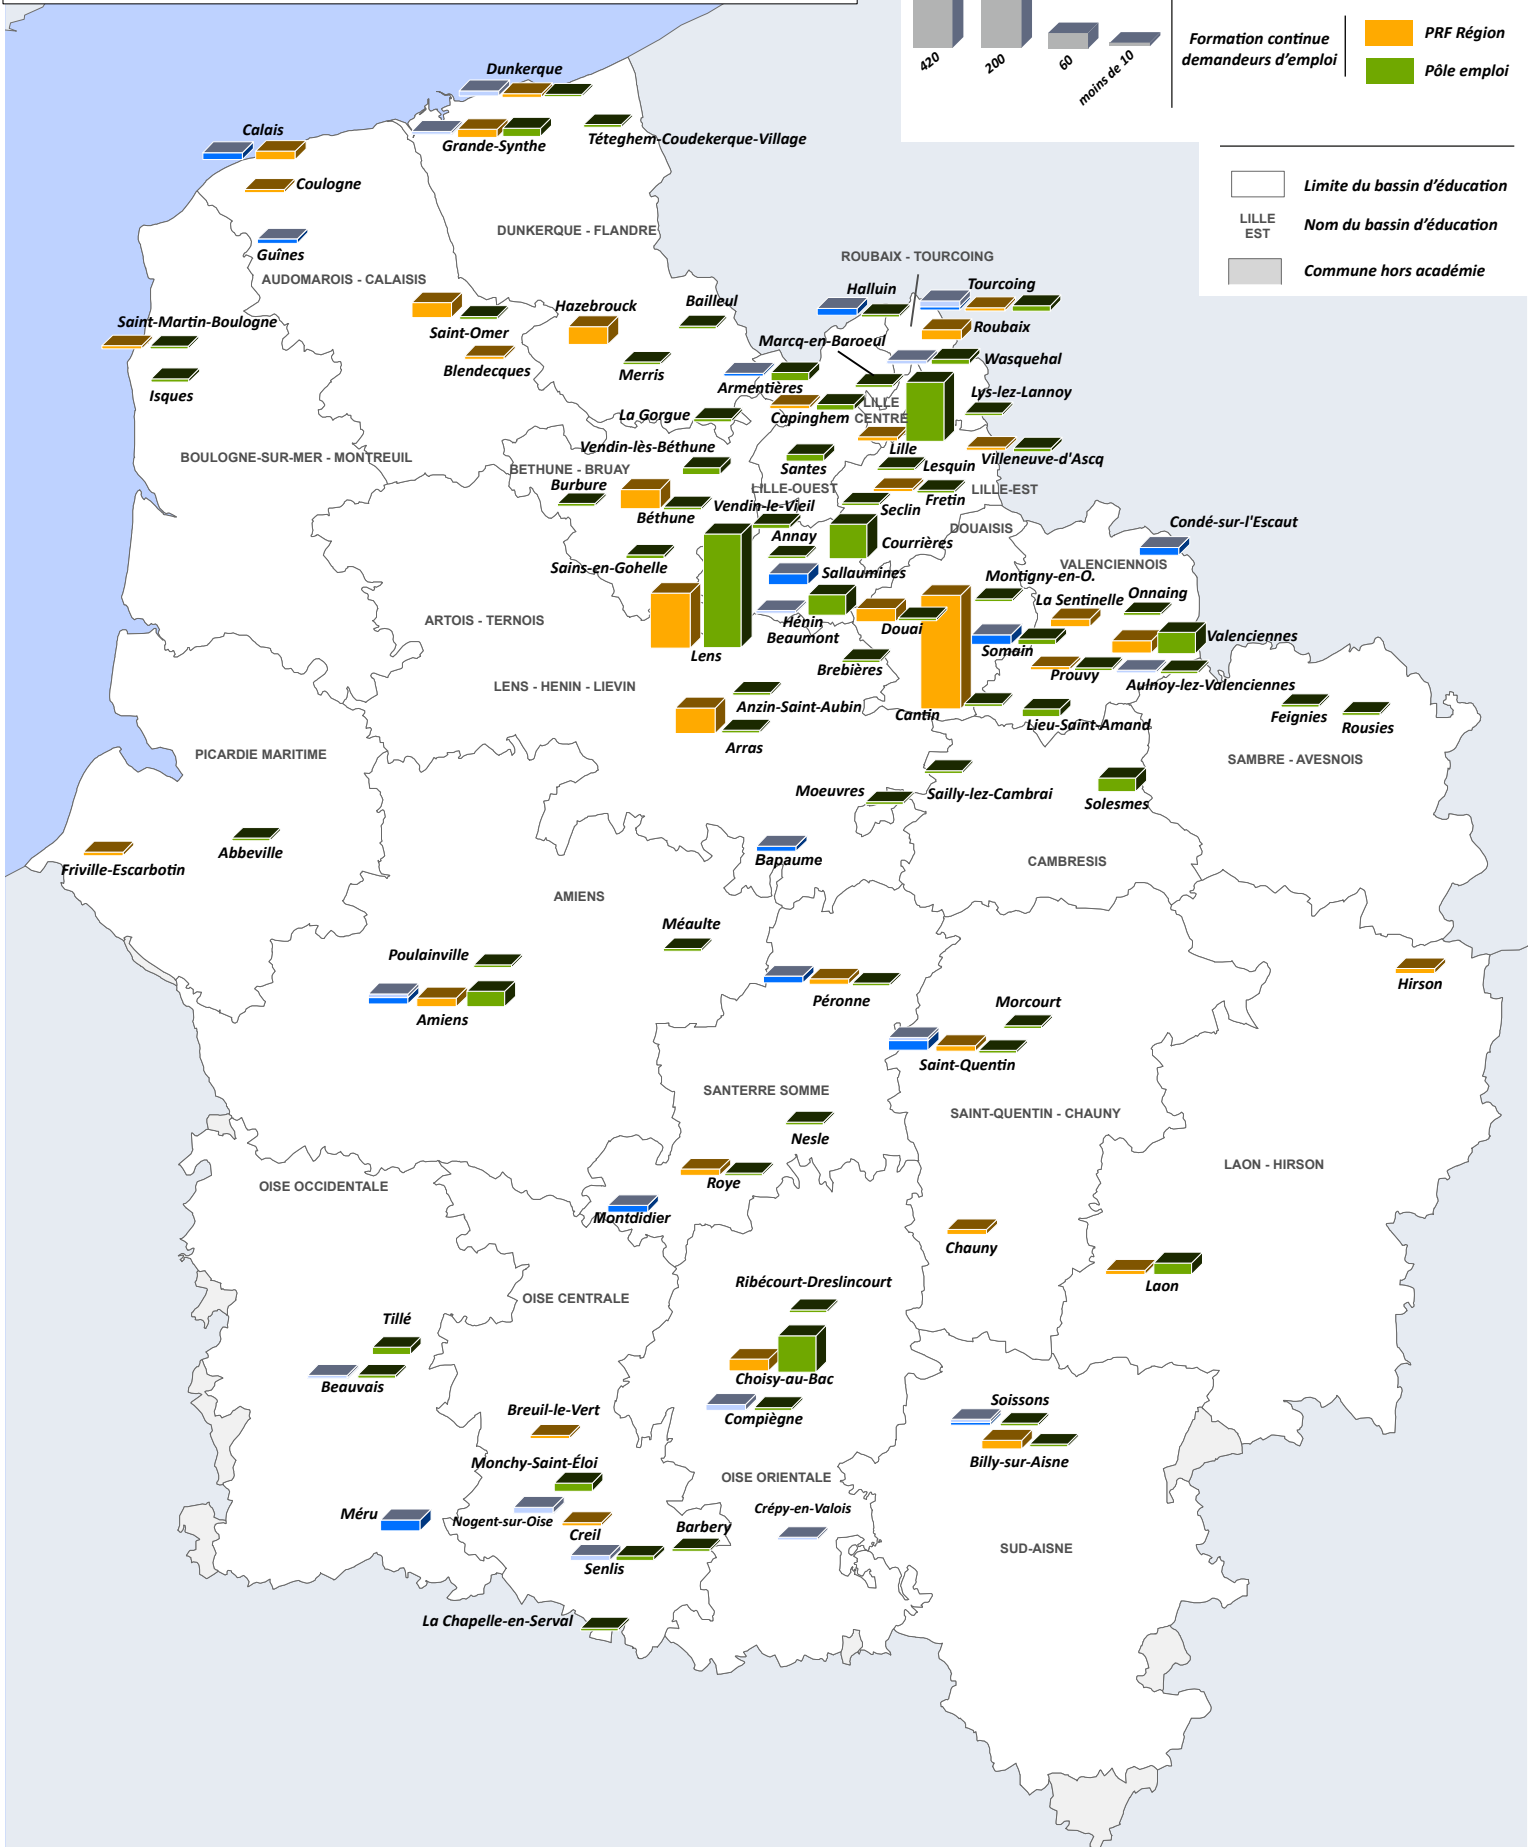 420
200
60
moins de 10
Formation continue
demandeurs d'emploi
PRF Région
Pôle emploi
Limite du bassin d'éducation
LILLE
EST
Nom du bassin d'éducation
Commune hors académie
Dunkerque
Calais
Grande-Synthe
Téteghem-Coudekerque-Village
Coulogne
Guînes
DUNKERQUE - FLANDRE
AUDOMAROIS - CALAISIS
ROUBAIX - TOURCOING
Halluin
Tourcoing
Hazebrouck
Bailleul
Saint-Martin-Boulogne
Saint-Omer
Roubaix
Marcq-en-Baroeul
Wasquehal
Blendecques
Merris
Isques
Armentières
Lys-lez-Lannoy
LILLE
CENTRE
La Gorgue
Capinghem
Vendin-lès-Béthune
Lille
Villeneuve-d'Ascq
BOULOGNE-SUR-MER - MONTREUIL
BETHUNE - BRUAY
Santes
Lesquin
Burbure
LILLE-OUEST
Fretin
LILLE-EST
Béthune
Vendin-le-Vieil
Seclin
Annay
DOUAISIS
Condé-sur-l'Escaut
Courrières
VALENCIENNOIS
Sains-en-Gohelle
Sallaumines
Montigny-en-O.
La Sentinelle
Onnaing
ARTOIS - TERNOIS
Hénin
Beaumont
Douai
Valenciennes
Lens
Somain
Brebières
Prouvy
Aulnoy-lez-Valenciennes
LENS - HENIN - LIEVIN
Anzin-Saint-Aubin
Cantin
Lieu-Saint-Amand
Feignies
Rousies
Arras
PICARDIE MARITIME
SAMBRE - AVESNOIS
Moeuvres
Sailly-lez-Cambrai
Solesmes
Abbeville
Friville-Escarbotin
Bapaume
CAMBRESIS
AMIENS
Méaulte
Poulainville
Hirson
Péronne
Morcourt
Amiens
Saint-Quentin
SANTERRE SOMME
SAINT-QUENTIN - CHAUNY
Nesle
LAON - HIRSON
OISE OCCIDENTALE
Roye
Montdidier
Chauny
Ribécourt-Dreslincourt
Laon
OISE CENTRALE
Tillé
Choisy-au-Bac
Beauvais
Soissons
Breuil-le-Vert
Compiègne
Monchy-Saint-Éloi
Billy-sur-Aisne
OISE ORIENTALE
Méru
Nogent-sur-Oise
Crépy-en-Valois
Creil
Barbery
SUD-AISNE
Senlis
La Chapelle-en-Serval